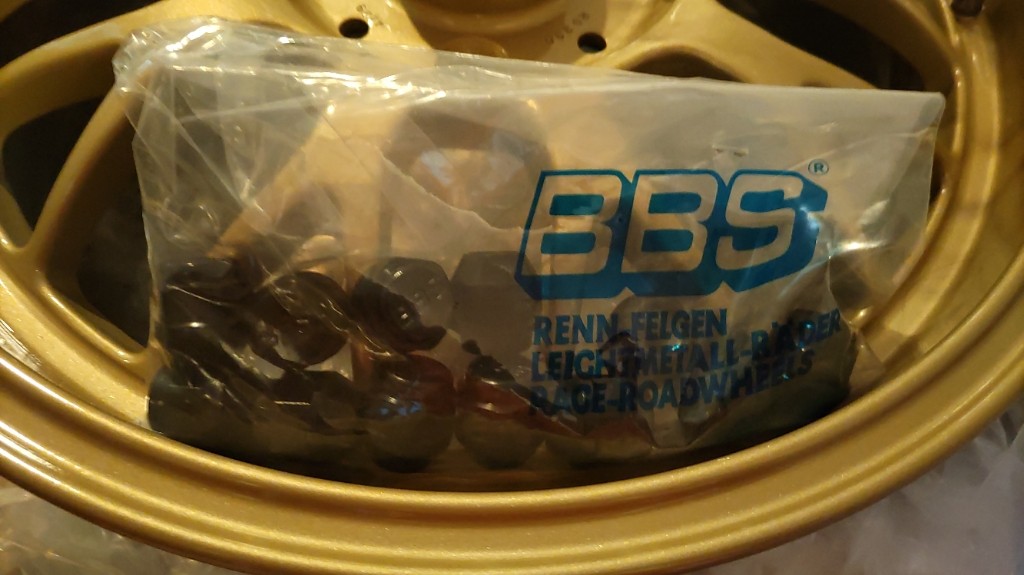 BBS®
RENN-FELGEN
LEICHTMETALL-RÄDER
RACE-ROADWHEELS